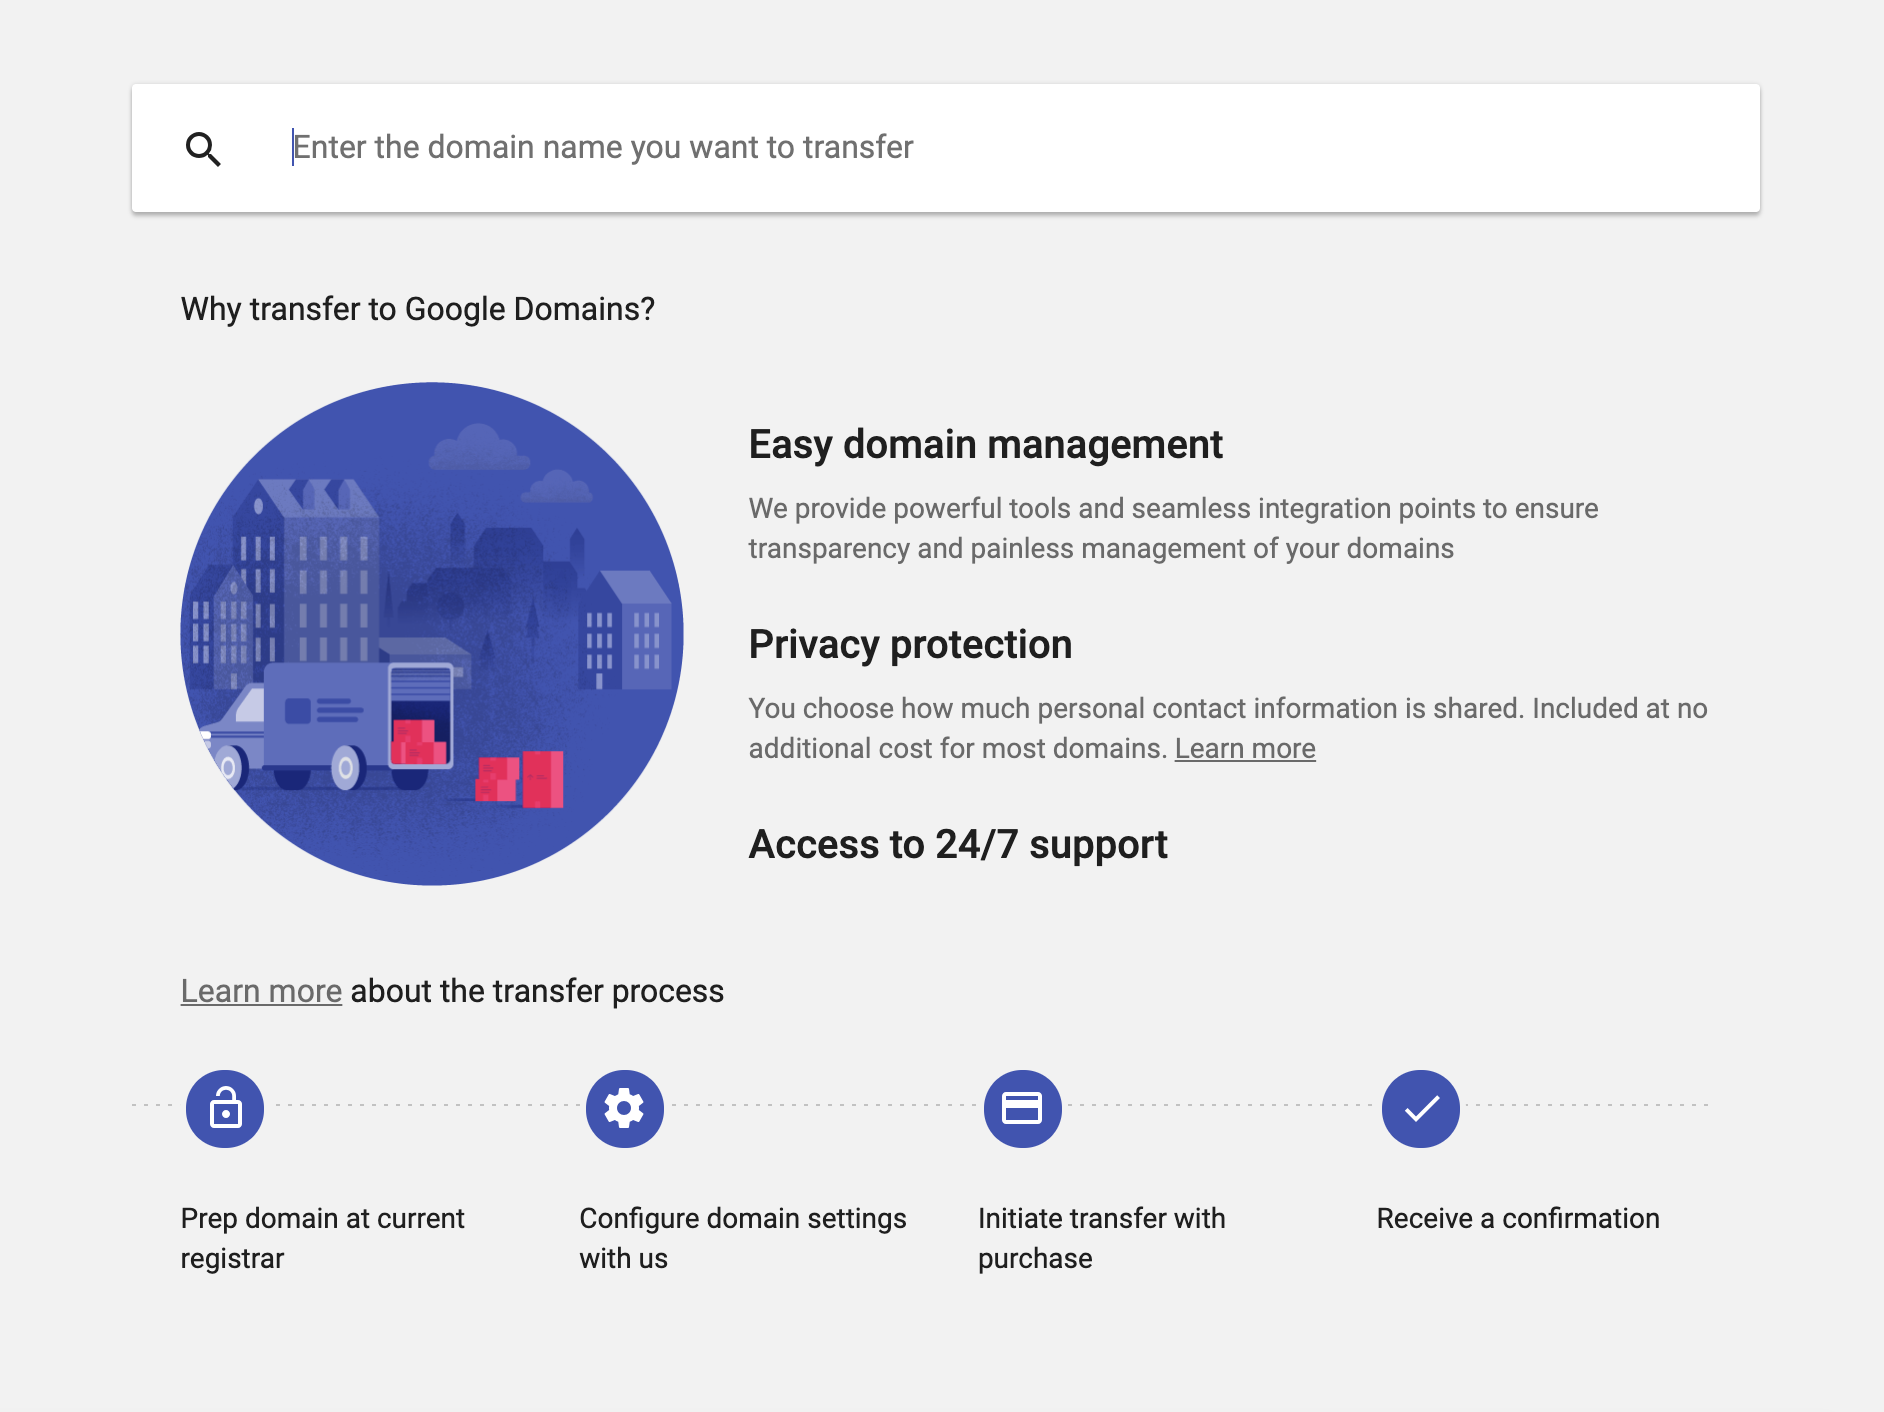 Enter the domain name you want to transfer
Why transfer to Google Domains?
Easy domain management
We provide powerful tools and seamless integration points to ensure
transparency and painless management of your domains
Privacy protection
You choose how much personal contact information is shared. Included at no
additional cost for most domains. Learn more
Access to 24/7 support
Learn more about the transfer process
Prep domain at current
registrar
Configure domain settings
with us
Initiate transfer with
purchase
Receive a confirmation